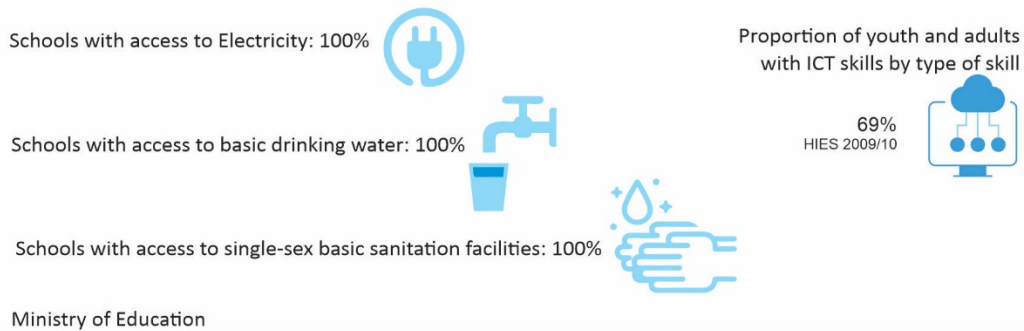 Schools with access to Electricity: 100%
Proportion of youth and adults
with ICT skills by type of skill
69%
HIES 2009/10
Schools with access to basic drinking water: 100%
Schools with access to single-sex basic sanitation facilities: 100%
Ministry of Education